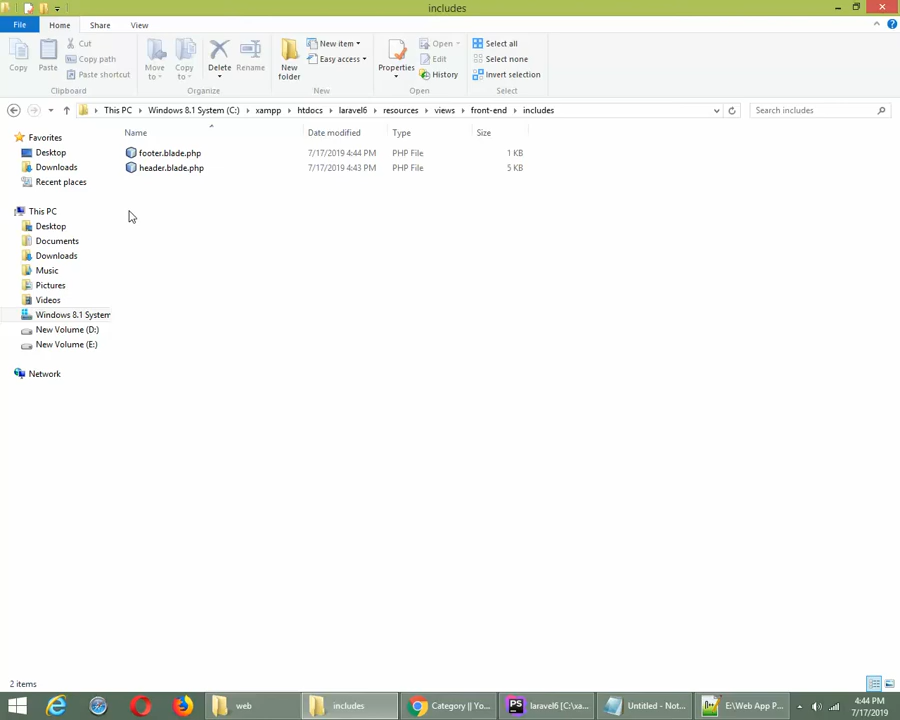 includes
File Home Share View
Copy
Paste
Cut
Copy path
Paste shortcut
Clipboard
Move to
Copy to
Delete
Rename
Organize
New folder
New item
Easy access
New
Properties
Open
Edit
History
Open
Select all
Select none
Invert selection
Select
This PC Windows 8.1 System (C:) xampp htdocs laravel6 resources views front-end includes
Search includes
Name Date modified Type Size
footer.blade.php 7/17/2019 4:44 PM PHP File 1 KB
header.blade.php 7/17/2019 4:43 PM PHP File 5 KB
Favorites
Desktop
Downloads
Recent places
This PC
Desktop
Documents
Downloads
Music
Pictures
Videos
Windows 8.1 System
New Volume (D:)
New Volume (E:)
Network
2 items
web
includes
Category || Yo...
PS
laravel6 [C:\xa...
Untitled - Not...
E:\Web App P...
4:44 PM
7/17/2019